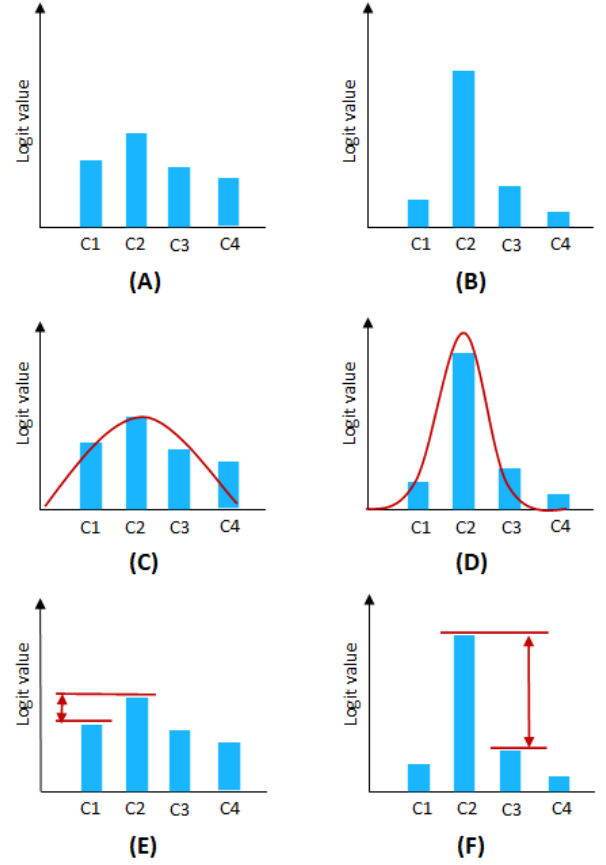 Logit value
C1 C2 C3 C4
(A)
Logit value
C1 C2 C3 C4
(B)
Logit value
C1 C2 C3 C4
(C)
Logit value
C1 C2 C3 C4
(D)
Logit value
C1 C2 C3 C4
(E)
Logit value
C1 C2 C3 C4
(F)